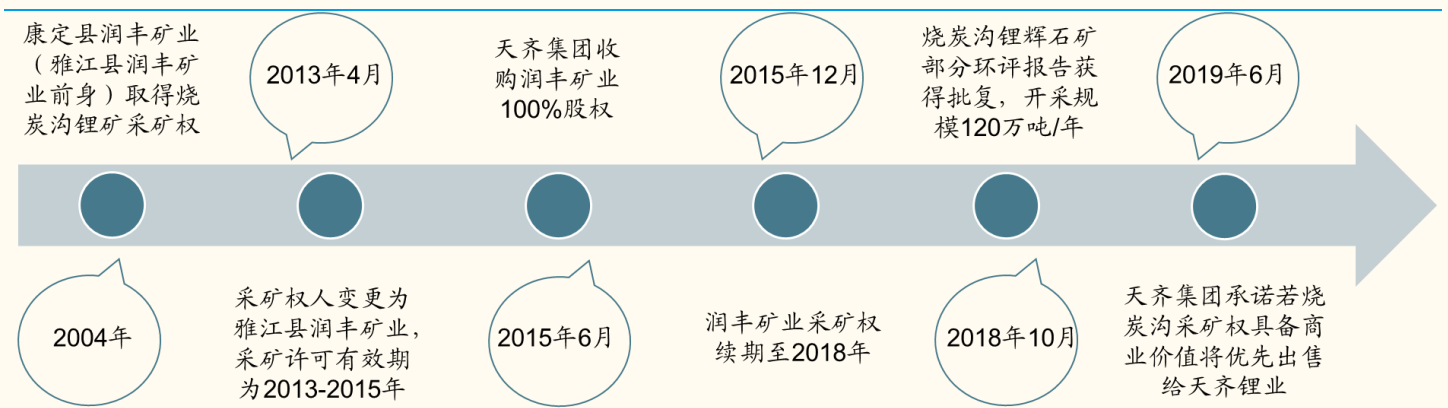 康定县润丰矿业
（雅江县润丰矿
业前身）取得烧
炭沟锂矿采矿权
2004年
2013年4月
采矿权人变更为
雅江县润丰矿业，
采矿许可有效期
为2013-2015年
天齐集团收
购润丰矿业
100%股权
2015年6月
2015年12月
润丰矿业采矿权
续期至2018年
烧炭沟锂辉石矿
部分环评报告获
得批复，开采规
模120万吨/年
2018年10月
2019年6月
天齐集团承诺若烧
炭沟采矿权具备商
业价值将优先出售
给天齐锂业